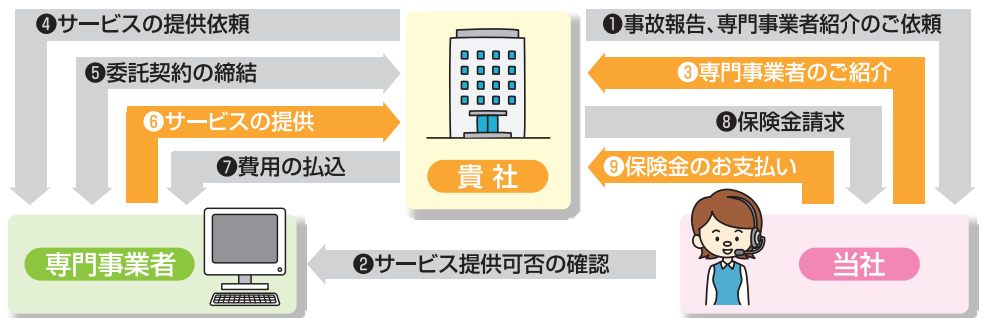 ❹サービスの提供依頼
❶事故報告、専門事業者紹介のご依頼
❺委託契約の締結
❸専門事業者のご紹介
❻サービスの提供
❽保険金請求
❼費用の払込
❾保険金のお支払い
貴社
専門事業者
❷サービス提供可否の確認
当社